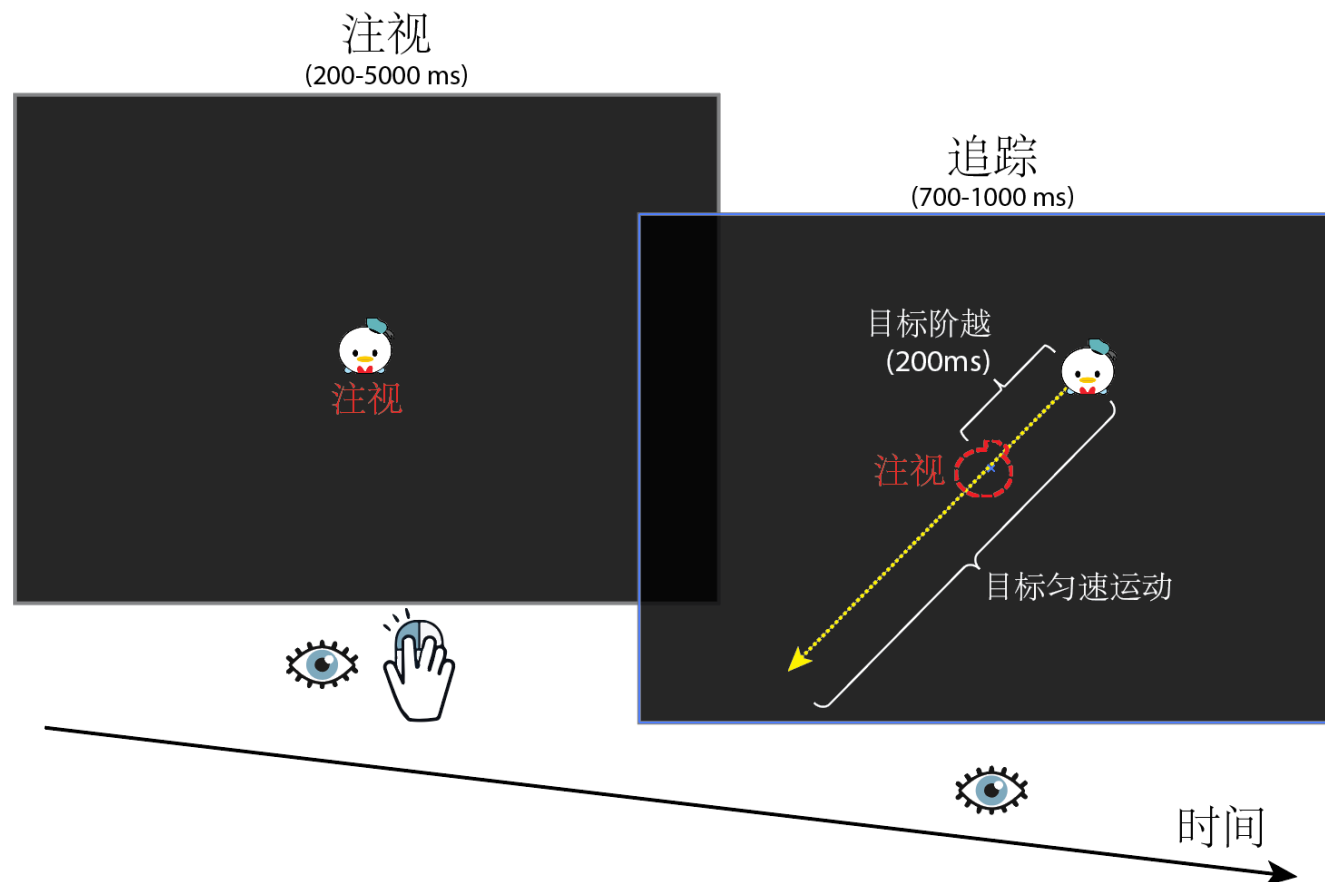 注视
(200-5000 ms)
注视
追踪
(700-1000 ms)
目标阶越
(200ms)
注视
目标匀速运动
时间